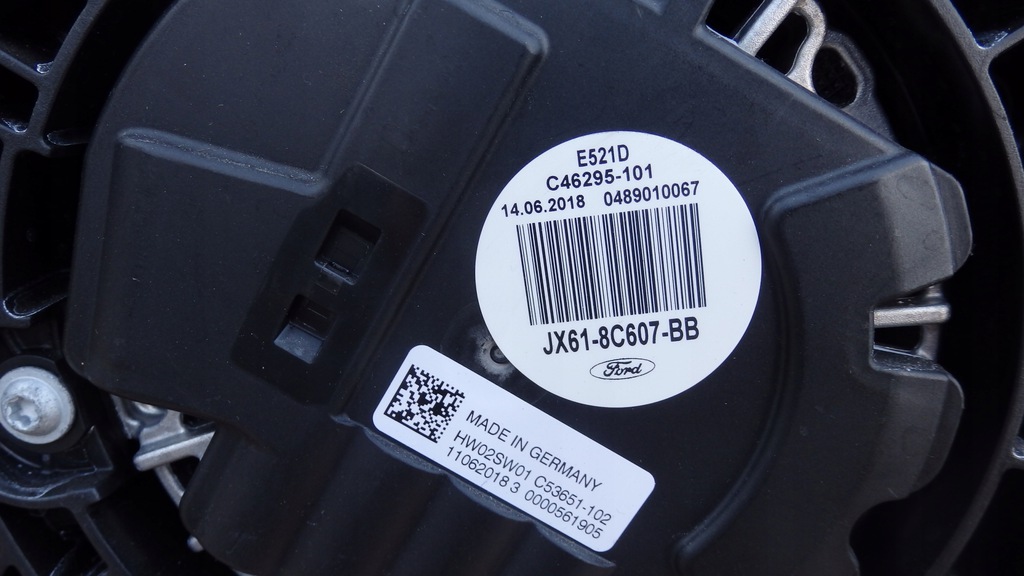 E521D
C46295-101
14.06.2018 0489010067
JX61-8C607-BB
Ford
MADE IN GERMANY
HW02SW01 C53651-102
11062018 3 0000561905